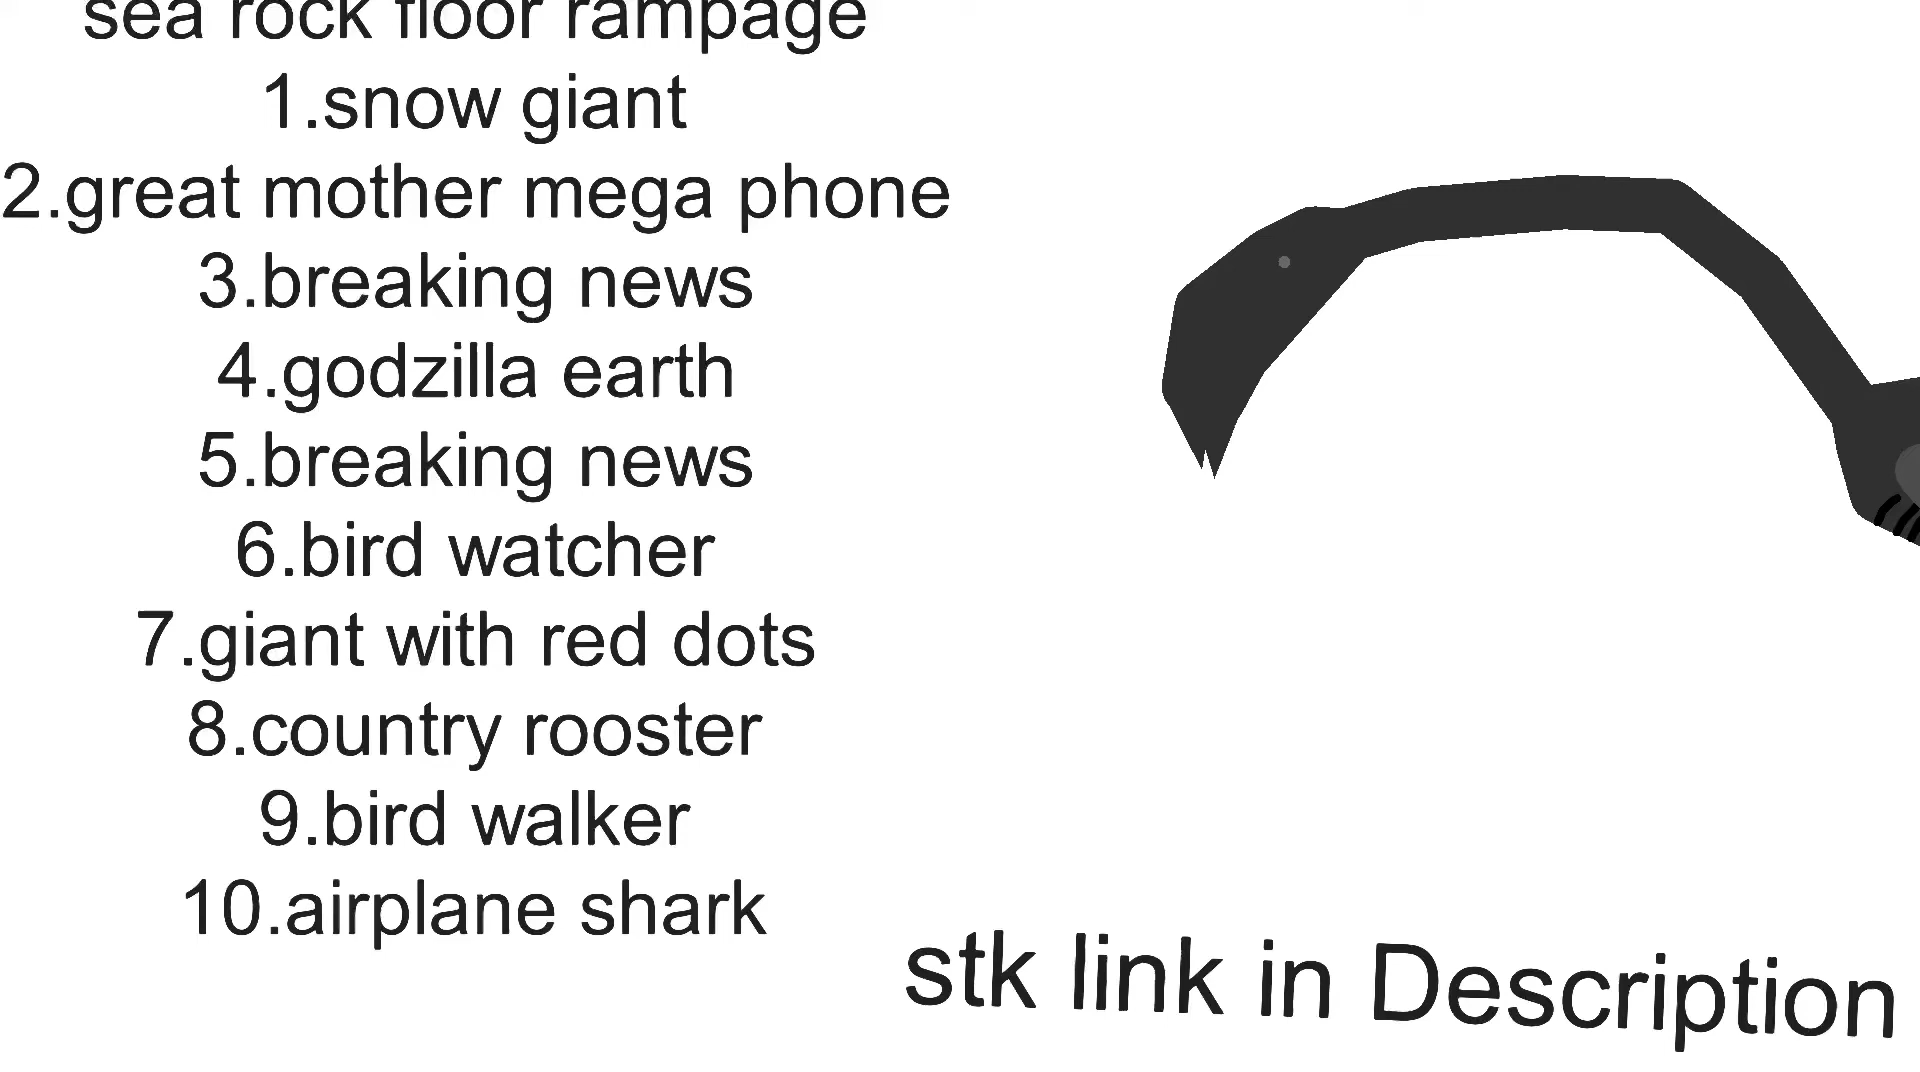 sea rock floor rampage
1.snow giant
2.great mother mega phone
3.breaking news
4.godzilla earth
5.breaking news
6.bird watcher
7.giant with red dots
8.country rooster
9.bird walker
10.airplane shark
stk link in Description